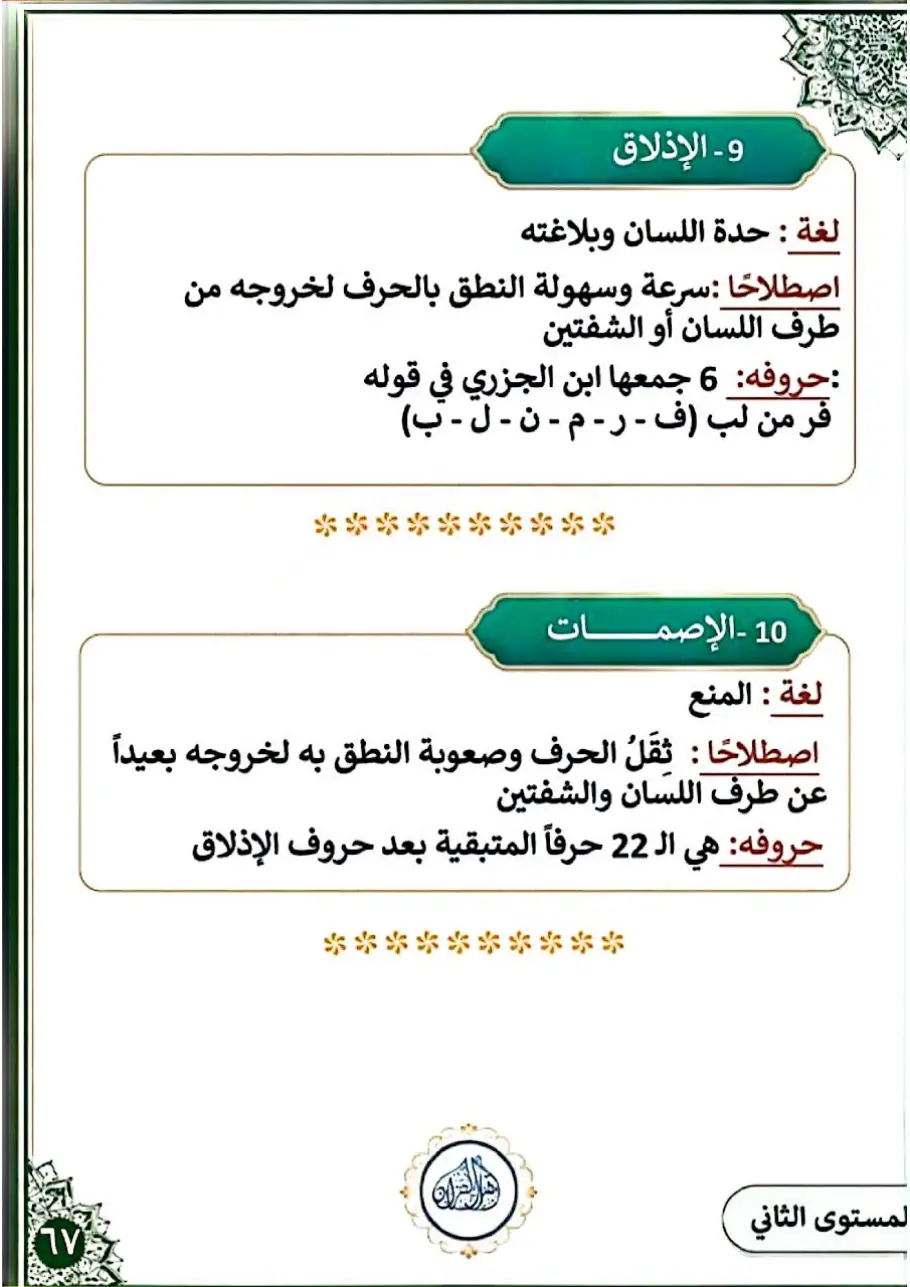 9- الإذلاق
لغة : حدة اللسان وبلاغته
اصطلاحًا :سرعة وسهولة النطق بالحرف لخروجه من
طرف اللسان أو الشفتين
:حروفه: 6 جمعها ابن الجزري في قوله
فر من لب (ف - ر - م - ن - ل - ب)
10 -الإصمـــــات
لغة : المنع
اصطلاحًا : ثِقَلُ الحرف وصعوبة النطق به لخروجه بعيداً
عن طرف اللسان والشفتين
حروفه: هي الـ 22 حرفاً المتبقية بعد حروف الإذلاق
لمستوى الثاني
٦٧